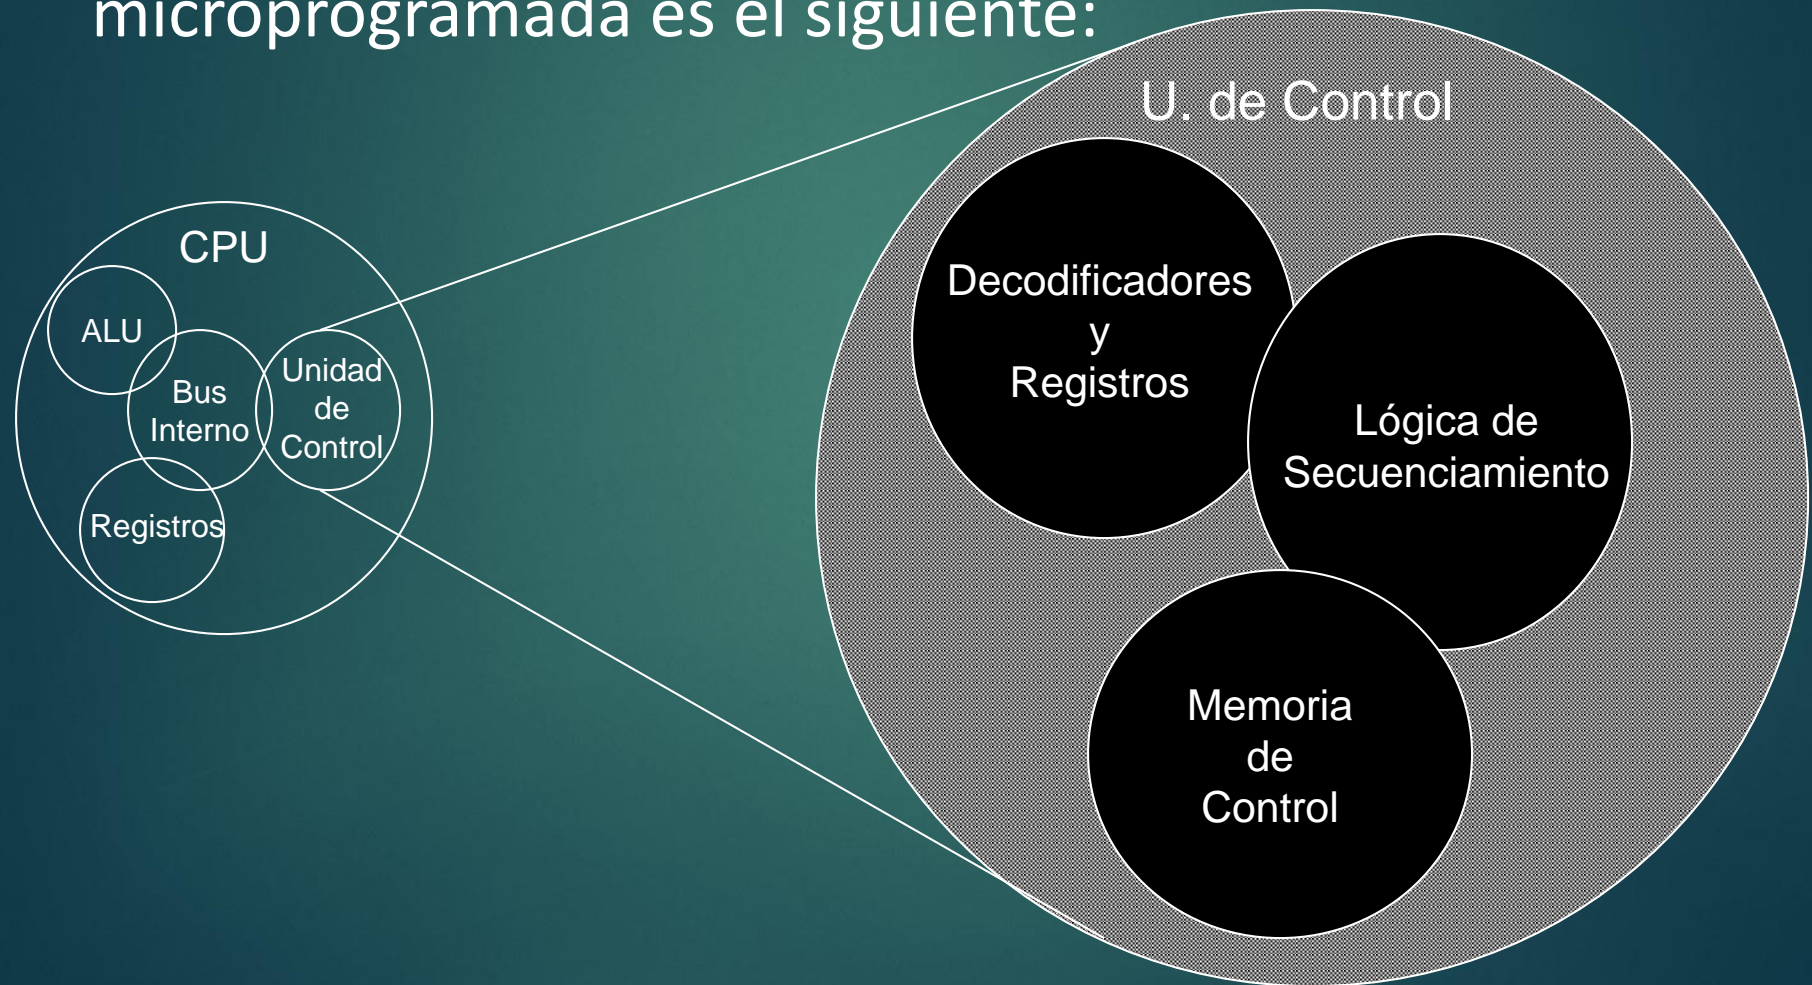 microprogramada es el siguiente:
U. de Control
CPU
ALU
Bus
Interno
Unidad
de
Control
Registros
Decodificadores
y
Registros
Lógica de
Secuenciamiento
Memoria
de
Control